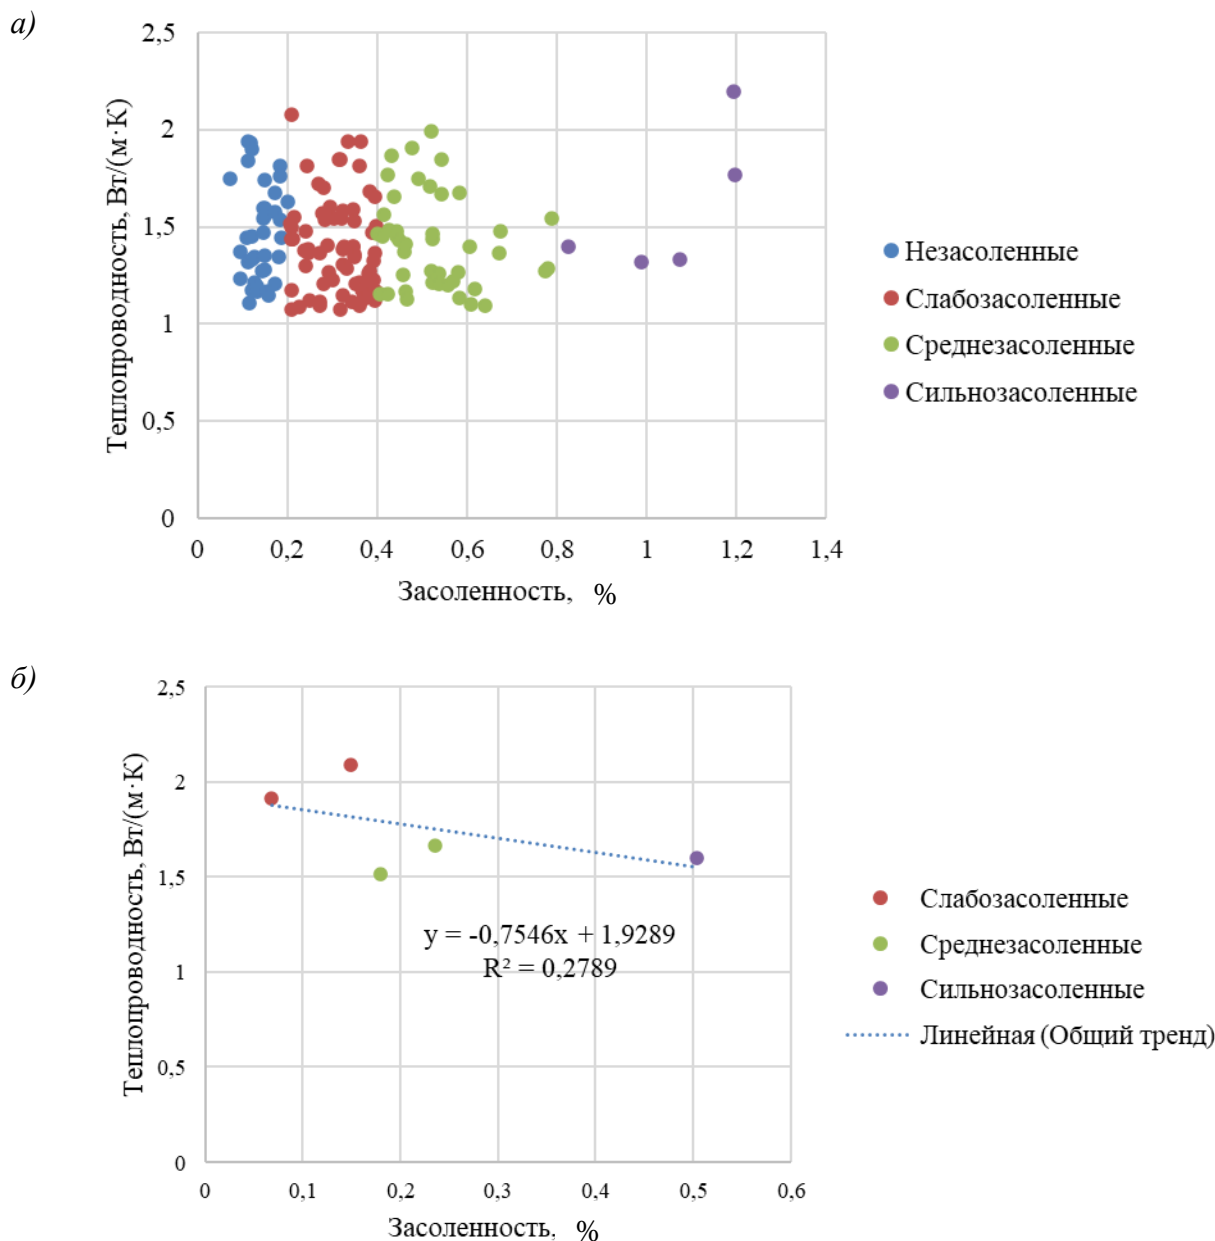 а)
2,5
2
1,5
1
0,5
0
Теплопроводность, Вт/(м·К)
0 0,2 0,4 0,6 0,8 1 1,2 1,4
Засоленность, %
Незасоленные
Слабозасоленные
Среднезасоленные
Сильнозасоленные
б)
2,5
2
1,5
1
0,5
0
Теплопроводность, Вт/(м·К)
y = -0,7546x + 1,9289
R² = 0,2789
0 0,1 0,2 0,3 0,4 0,5 0,6
Засоленность, %
Слабозасоленные
Среднезасоленные
Сильнозасоленные
Линейная (Общий тренд)